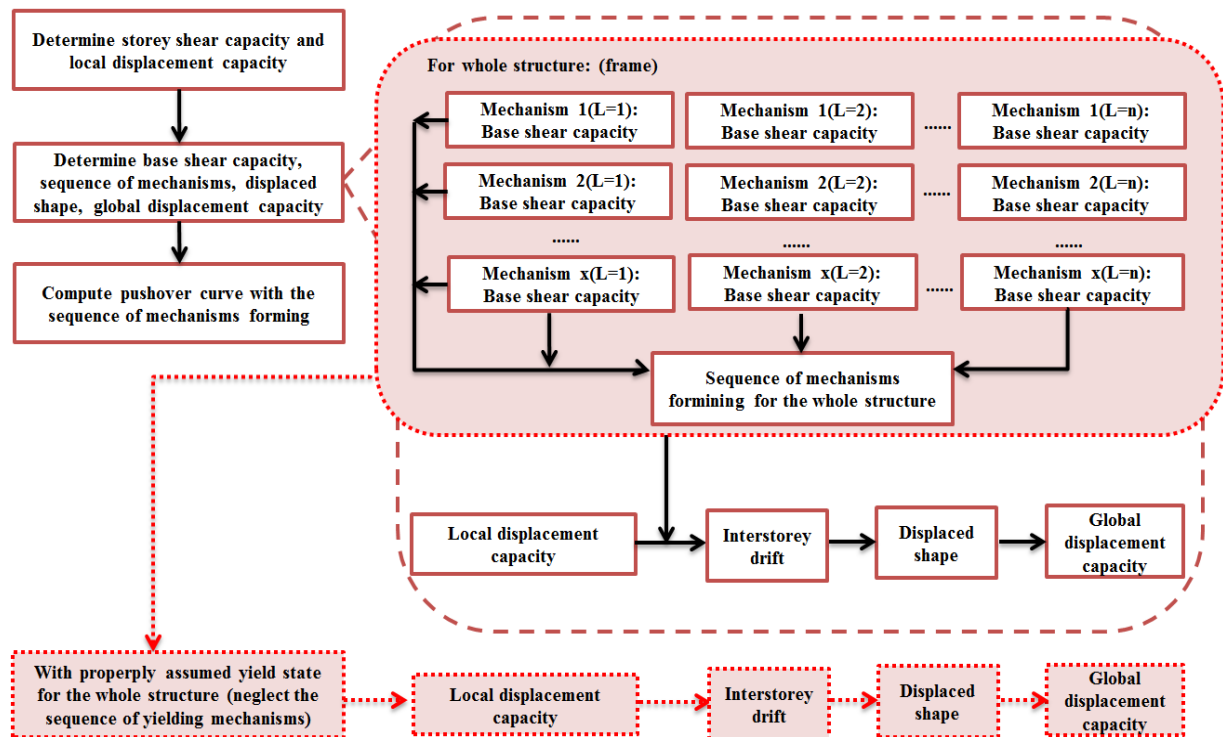 Determine storey shear capacity and
local displacement capacity
Determine base shear capacity,
sequence of mechanisms, displaced
shape, global displacement capacity
Compute pushover curve with the
sequence of mechanisms forming
For whole structure: (frame)
Mechanism 1(L=1):
Base shear capacity
Mechanism 1(L=2):
Base shear capacity
......
Mechanism 1(L=n):
Base shear capacity
Mechanism 2(L=1):
Base shear capacity
Mechanism 2(L=2):
Base shear capacity
......
Mechanism 2(L=n):
Base shear capacity
......
......
......
Mechanism x(L=1):
Base shear capacity
Mechanism x(L=2):
Base shear capacity
......
Mechanism x(L=n):
Base shear capacity
Sequence of mechanisms
formining for the whole structure
Local displacement
capacity
Interstorey
drift
Displaced
shape
Global
displacement
capacity
With properply assumed yield state
for the whole structure (neglect the
sequence of yielding mechanisms)
Local displacement
capacity
Interstorey
drift
Displaced
shape
Global
displacement
capacity